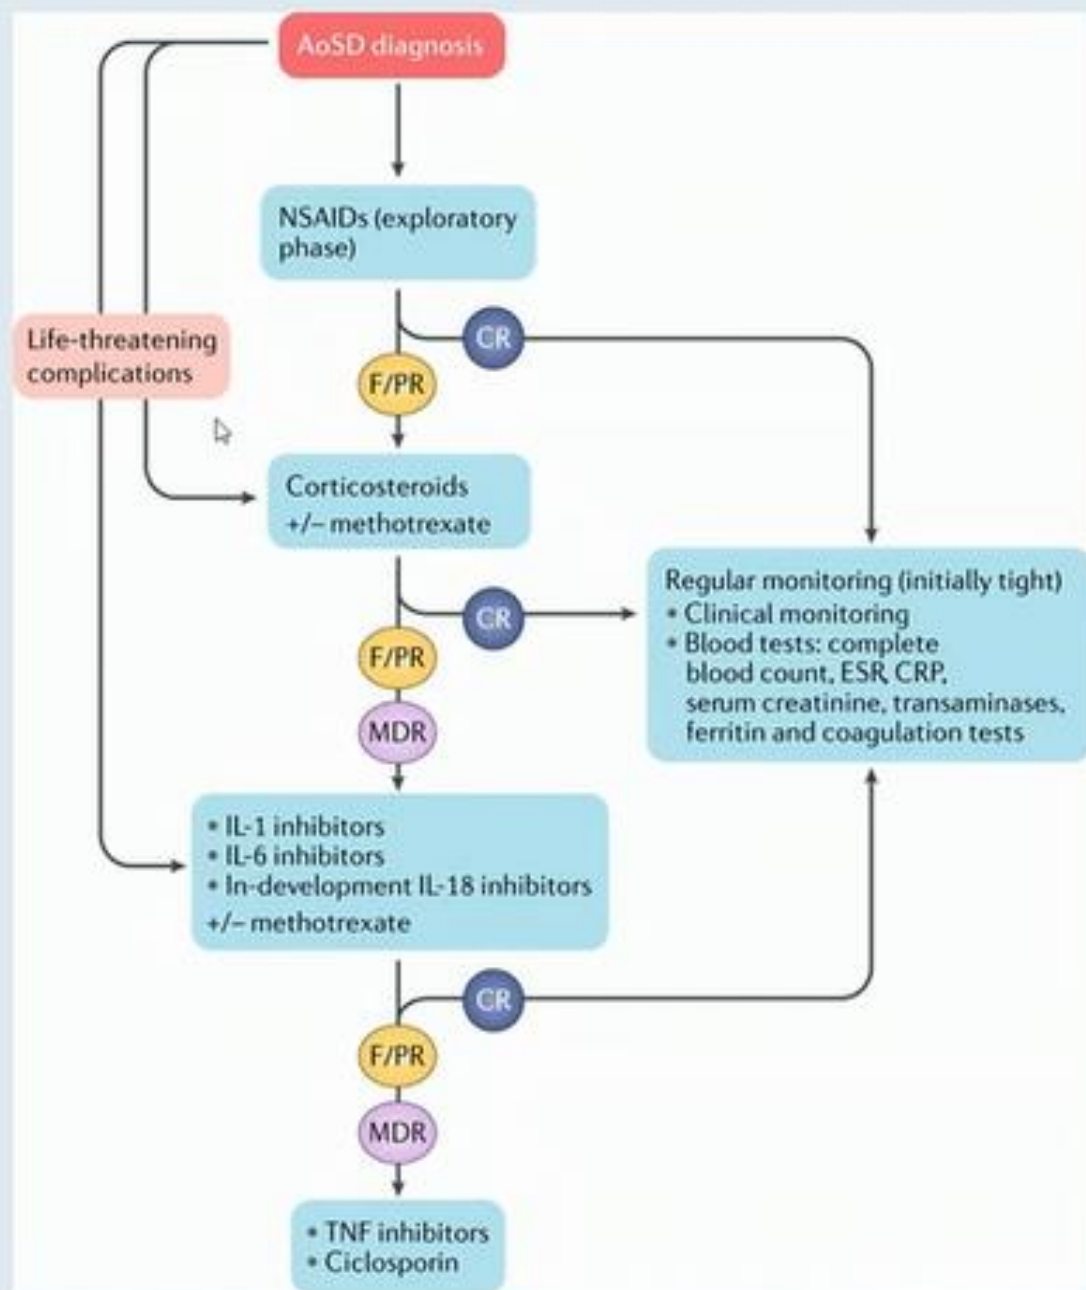 AoSD diagnosis
NSAIDs (exploratory
phase)
CR
Life-threatening
complications
F/PR
Corticosteroids
+/− methotrexate
CR
Regular monitoring (initially tight)
• Clinical monitoring
• Blood tests: complete
blood count, ESR, CRP,
serum creatinine, transaminases,
ferritin and coagulation tests
F/PR
MDR
• IL-1 inhibitors
• IL-6 inhibitors
• In-development IL-18 inhibitors
+/− methotrexate
CR
F/PR
MDR
• TNF inhibitors
• Ciclosporin